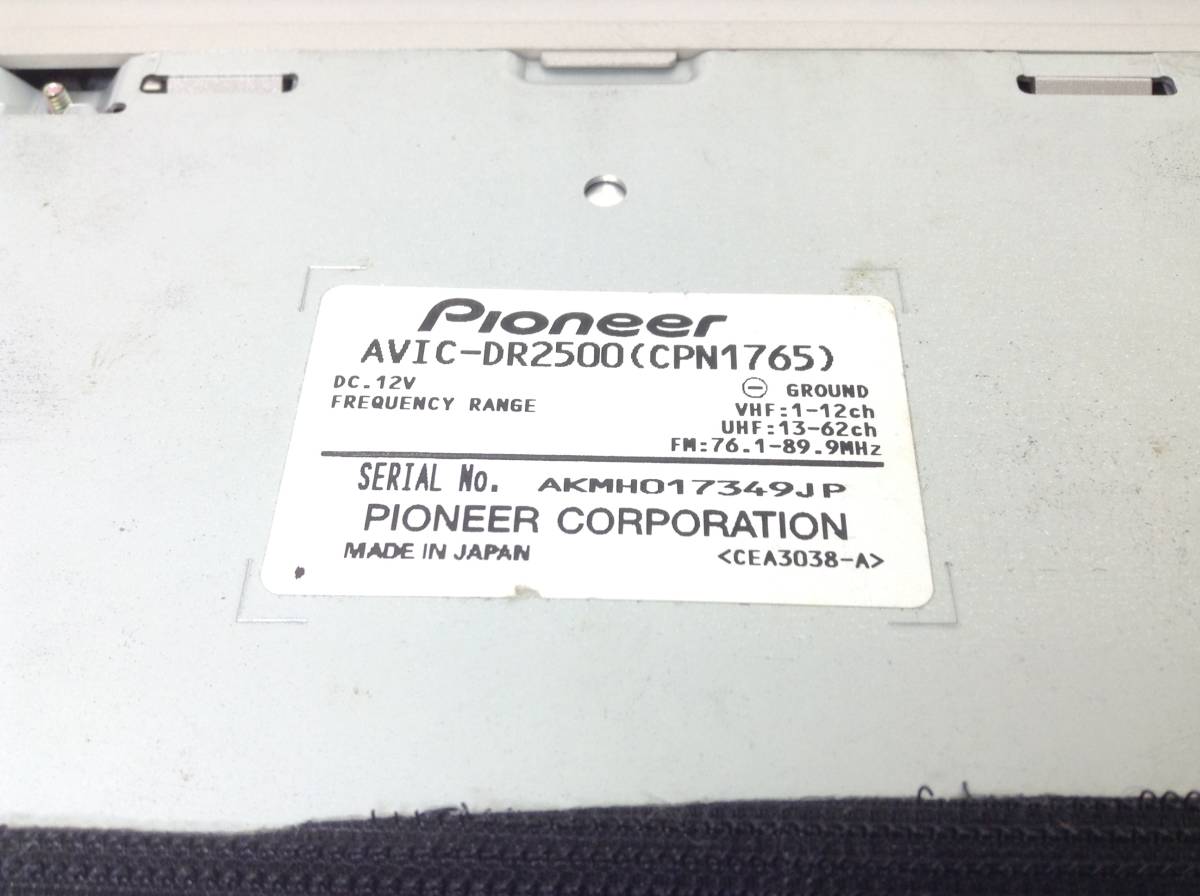 Pioneer
AVIC-DR2500(CPN1765)
DC.12V ⊖ GROUND
FREQUENCY RANGE VHF:1-12ch
UHF:13-62ch
FM:76.1-89.9MHz
SERIAL No. AKMH017349JP
PIONEER CORPORATION
MADE IN JAPAN <CEA3038-A>